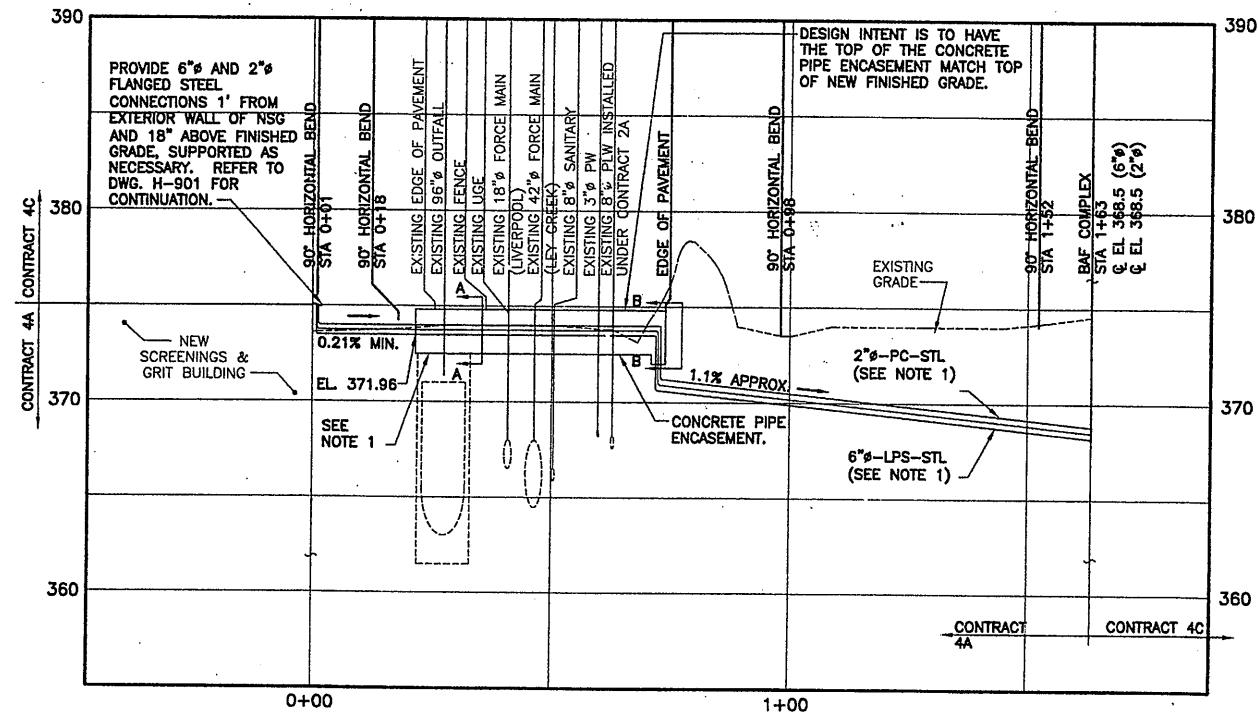 390
390
380
380
370
370
360
360
0+00
1+00
CONTRACT 4A
CONTRACT 4C
PROVIDE 6"ø AND 2"ø
FLANGED STEEL
CONNECTIONS 1' FROM
EXTERIOR WALL OF NSG
AND 18" ABOVE FINISHED
GRADE, SUPPORTED AS
NECESSARY. REFER TO
DWG. H-901 FOR
CONTINUATION.
90° HORIZONTAL BEND
STA 0+01
90° HORIZONTAL BEND
STA 0+18
EXISTING EDGE OF PAVEMENT
EXISTING 96"ø OUTFALL
EXISTING FENCE
EXISTING UGE
EXISTING 18"ø FORCE MAIN
(LIVERPOOL)
EXISTING 42"ø FORCE MAIN
(LEY CREEK)
EXISTING 8"ø SANITARY
EXISTING 3"ø PW
EXISTING 8"ø PLW INSTALLED
UNDER CONTRACT 2A
EDGE OF PAVEMENT
DESIGN INTENT IS TO HAVE
THE TOP OF THE CONCRETE
PIPE ENCASEMENT MATCH TOP
OF NEW FINISHED GRADE.
90° HORIZONTAL BEND
STA 0+98
90° HORIZONTAL BEND
STA 1+52
BAF COMPLEX
STA 1+63
℄ EL 368.5 (6"ø)
℄ EL 368.5 (2"ø)
EXISTING
GRADE
A
A
B
B
NEW
SCREENINGS &
GRIT BUILDING
0.21% MIN.
EL. 371.96
SEE
NOTE 1
1.1% APPROX.
CONCRETE PIPE
ENCASEMENT.
2"ø-PC-STL
(SEE NOTE 1)
6"ø-LPS-STL
(SEE NOTE 1)
CONTRACT
4A
CONTRACT 4C